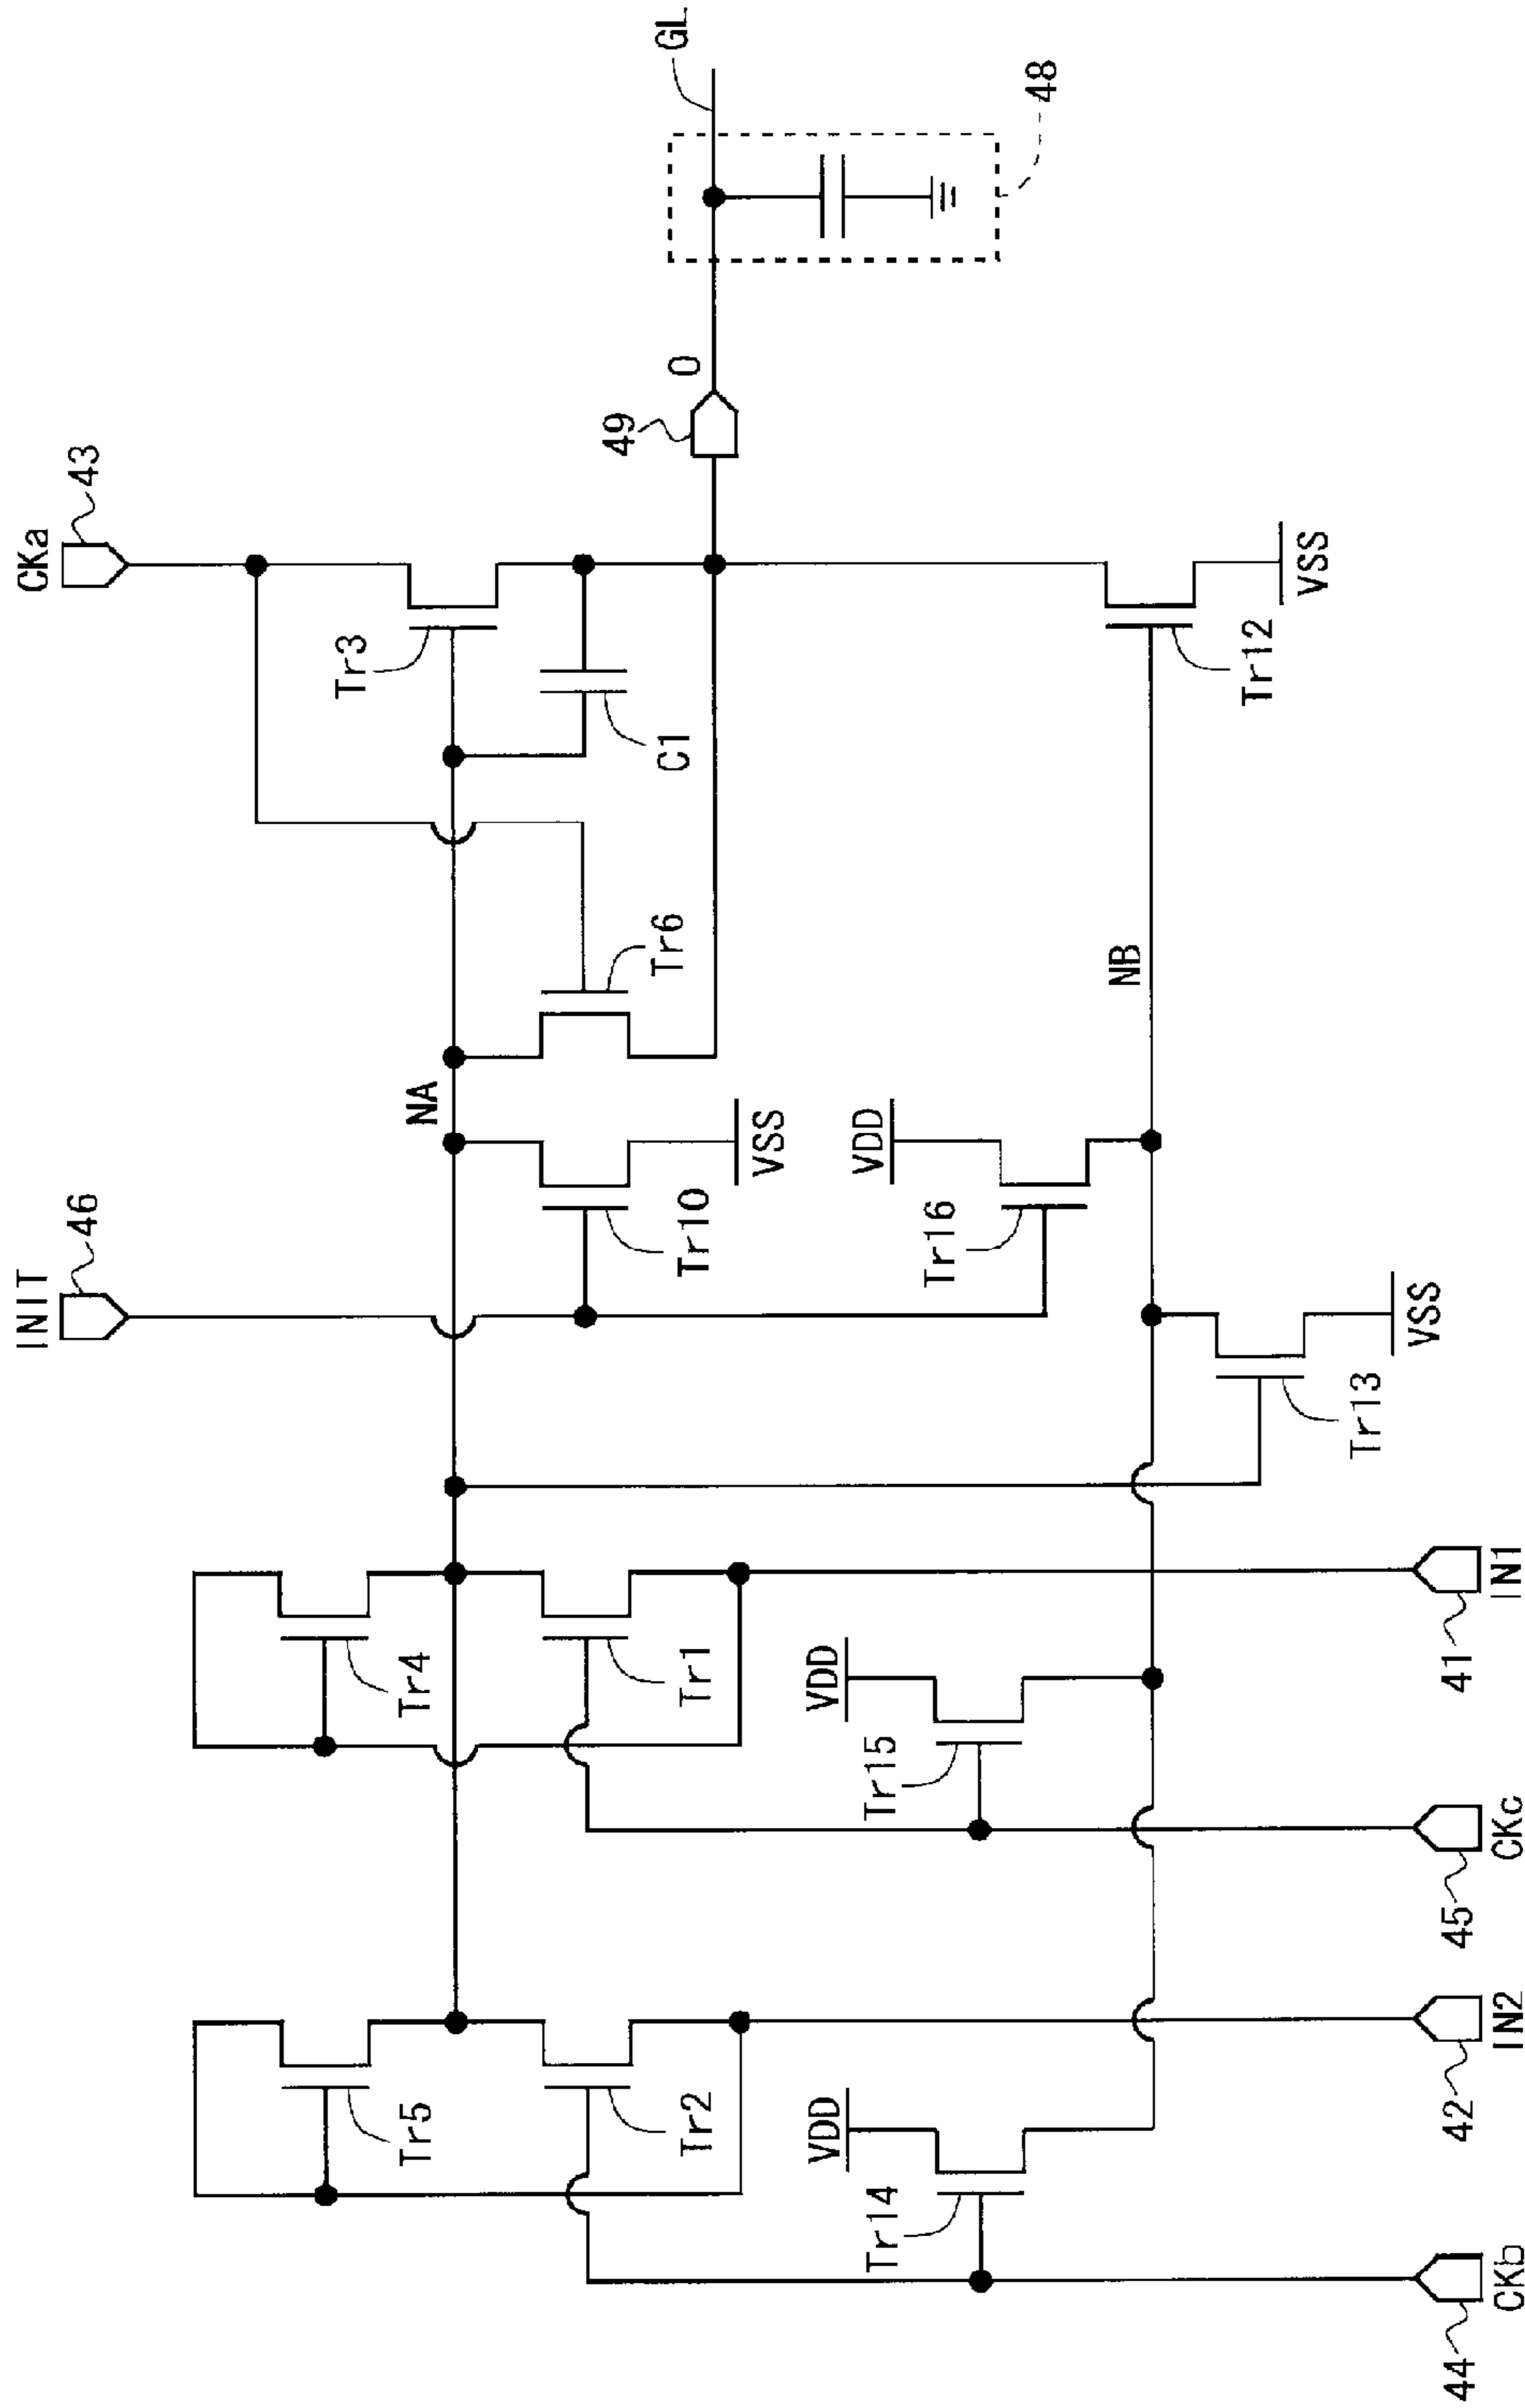 CKa
43
INIT
46
GL
48
O
49
Tr3
C1
Tr6
NA
Tr10
VSS
VDD
Tr16
NB
Tr12
VSS
Tr13
VSS
Tr4
Tr1
VDD
Tr15
Tr5
Tr2
VDD
Tr14
41
IN1
45
CKc
42
IN2
44
CKb